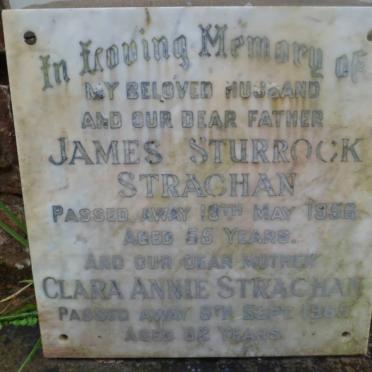 In Loving Memory of
MY BELOVED HUSBAND
AND OUR DEAR FATHER
JAMES STURROCK
STRACHAN
PASSED AWAY MAY
AGED YEARS.
AND OUR DEAR MOTHER
CLARA ANNIE STRACHAN
PASSED AWAY SEPT
AGED YEARS